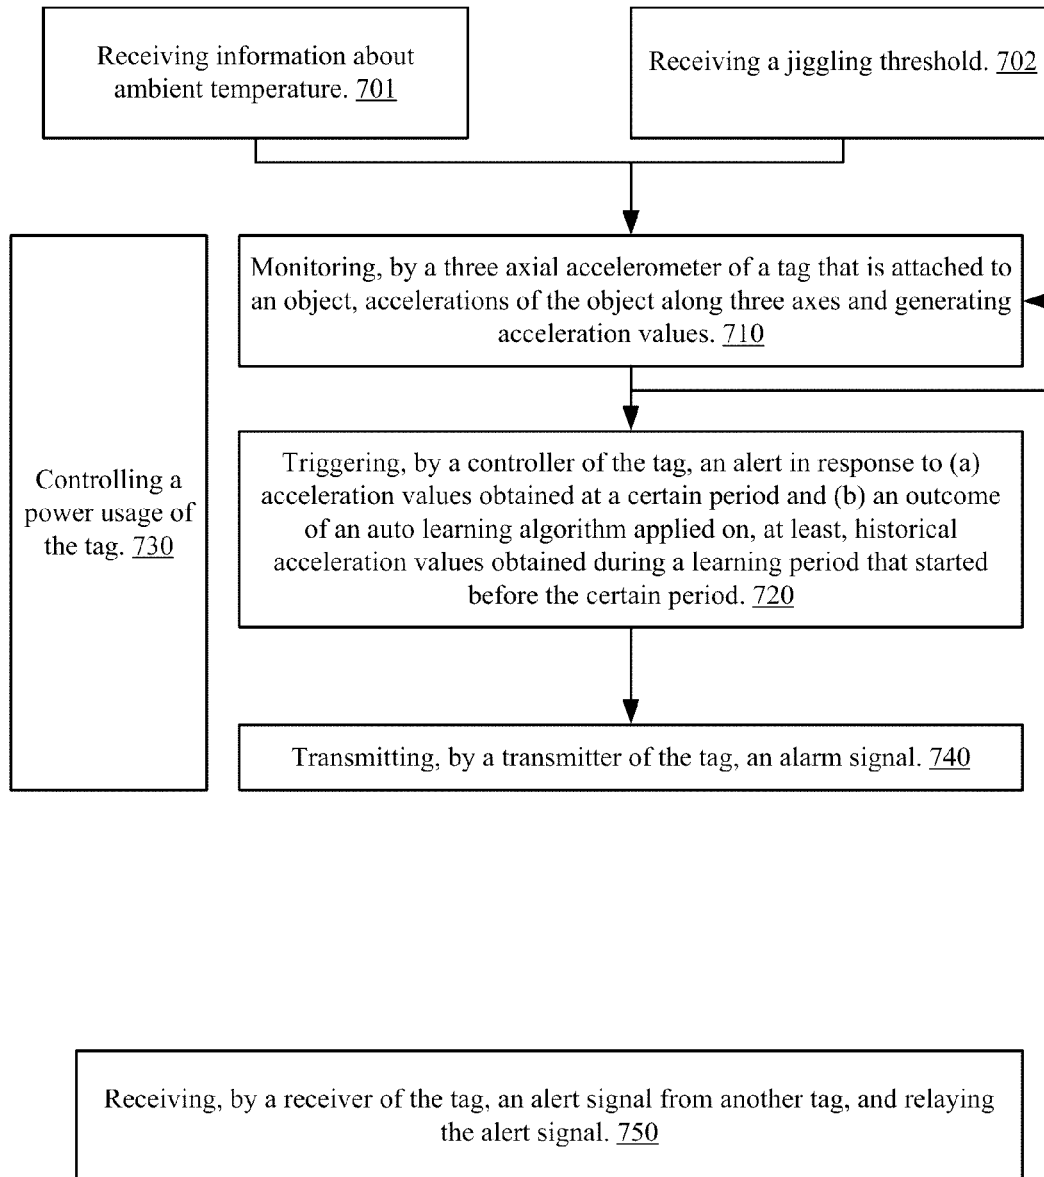 Receiving information about
ambient temperature. 701
Receiving a jiggling threshold. 702
Monitoring, by a three axial accelerometer of a tag that is attached to
an object, accelerations of the object along three axes and generating
acceleration values. 710
Controlling a
power usage of
the tag. 730
Triggering, by a controller of the tag, an alert in response to (a)
acceleration values obtained at a certain period and (b) an outcome
of an auto learning algorithm applied on, at least, historical
acceleration values obtained during a learning period that started
before the certain period. 720
Transmitting, by a transmitter of the tag, an alarm signal. 740
Receiving, by a receiver of the tag, an alert signal from another tag, and relaying
the alert signal. 750